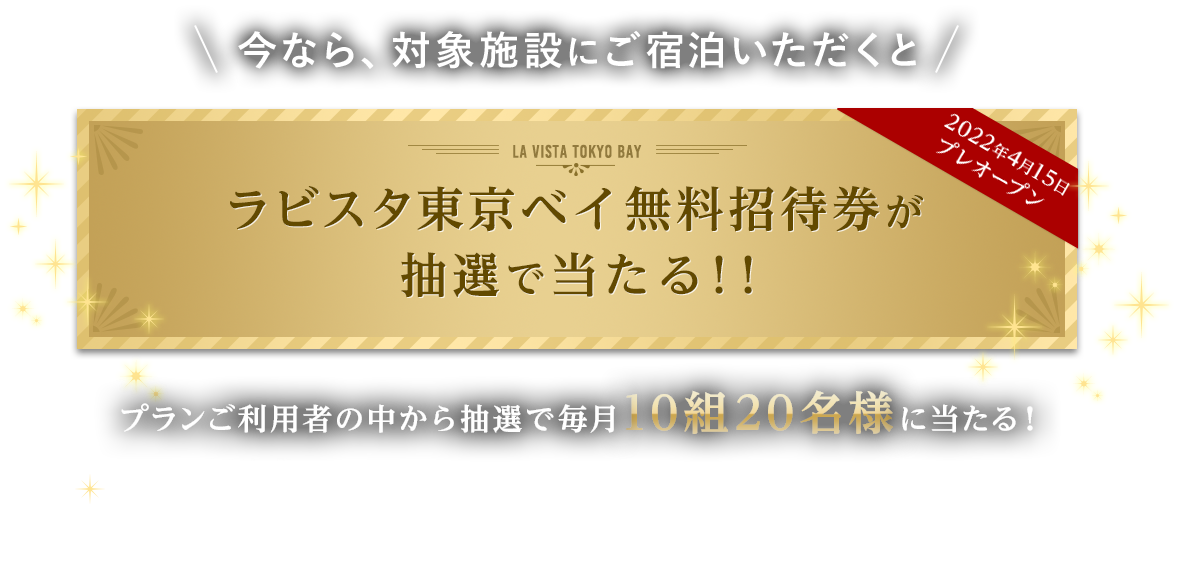 今なら、対象施設にご宿泊いただくと
2022年4月15日
プレオープン
LA VISTA TOKYO BAY
ラビスタ東京ベイ無料招待券が
抽選で当たる!!
プランご利用者の中から抽選で毎月10組20名様に当たる!